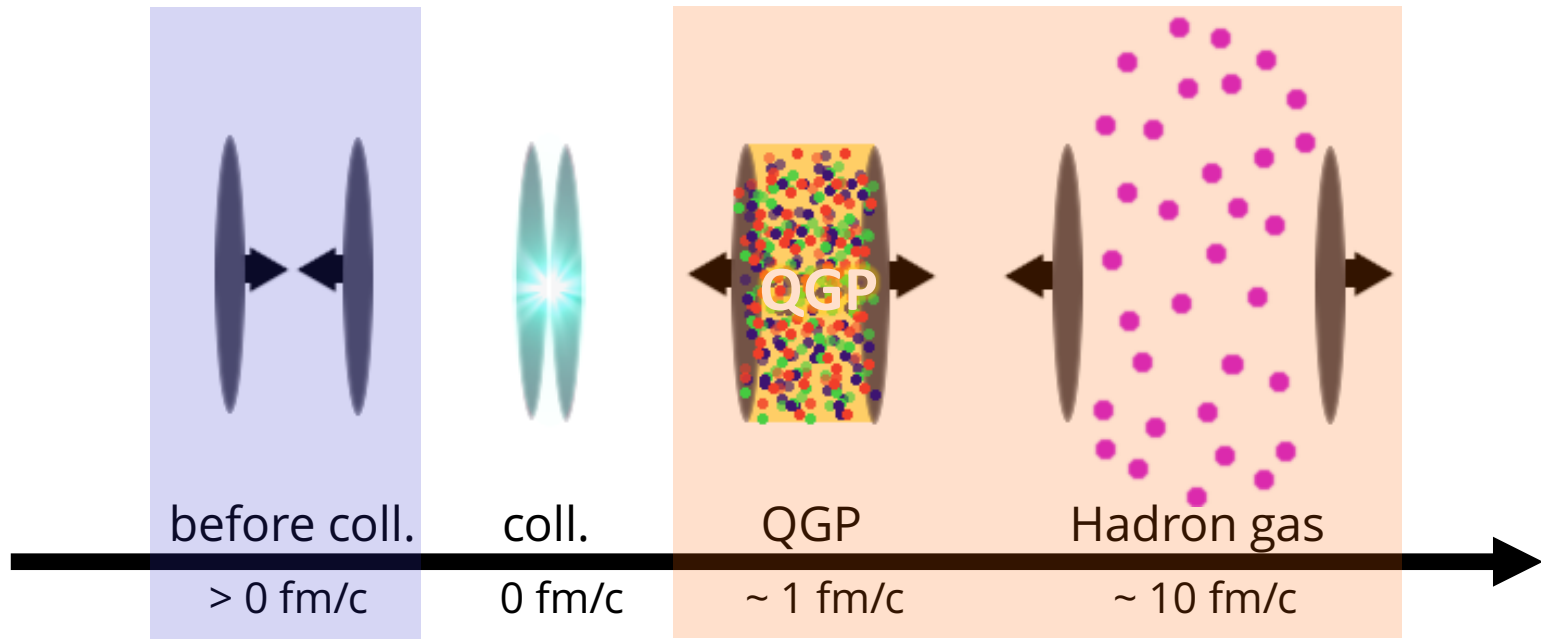 QGP
before coll.
coll.
QGP
Hadron gas
> 0 fm/c
0 fm/c
~ 1 fm/c
~ 10 fm/c